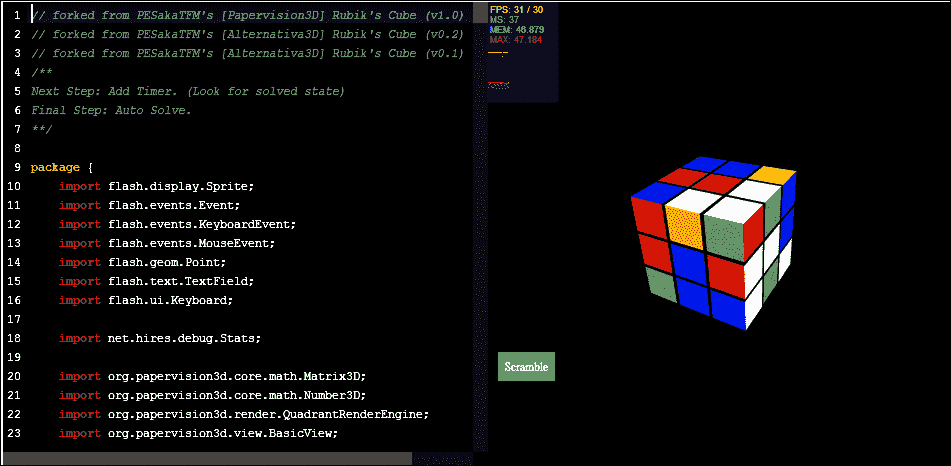 1 // forked from PESakaTFM's [Papervision3D] Rubik's Cube (v1.0)
2 // forked from PESakaTFM's [Alternativa3D] Rubik's Cube (v0.2)
3 // forked from PESakaTFM's [Alternativa3D] Rubik's Cube (v0.1)
4 /**
5 Next Step: Add Timer. (Look for solved state)
6 Final Step: Auto Solve.
7 **/
8
9 package {
10 import flash.display.Sprite;
11 import flash.events.Event;
12 import flash.events.KeyboardEvent;
13 import flash.events.MouseEvent;
14 import flash.geom.Point;
15 import flash.text.TextField;
16 import flash.ui.Keyboard;
17
18 import net.hires.debug.Stats;
19
20 import org.papervision3d.core.math.Matrix3D;
21 import org.papervision3d.core.math.Number3D;
22 import org.papervision3d.render.QuadrantRenderEngine;
23 import org.papervision3d.view.BasicView;
FPS: 31 / 30
MS: 37
MEM: 46.879
MAX: 47.184
Scramble